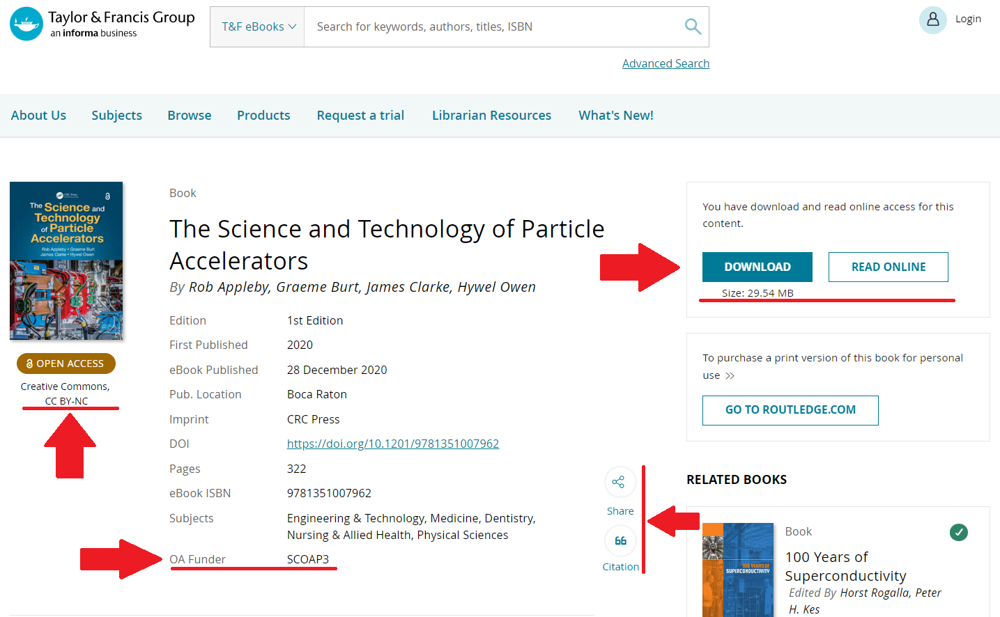 Taylor & Francis Group
an informa business
T&F eBooks
Search for keywords, authors, titles, ISBN
Login
Advanced Search
About Us
Subjects
Browse
Products
Request a trial
Librarian Resources
What's New!
CRC Press
The Science and
Technology
of Particle
Accelerators
Rob Appleby • Graeme Burt
James Clarke • Hywel Owen
OPEN ACCESS
Creative Commons,
CC BY-NC
Book
The Science and Technology of Particle
Accelerators
By Rob Appleby, Graeme Burt, James Clarke, Hywel Owen
Edition 1st Edition
First Published 2020
eBook Published 28 December 2020
Pub. Location Boca Raton
Imprint CRC Press
DOI https://doi.org/10.1201/9781351007962
Pages 322
eBook ISBN 9781351007962
Subjects Engineering & Technology, Medicine, Dentistry,
Nursing & Allied Health, Physical Sciences
OA Funder SCOAP3
Share
Citation
You have download and read online access for this
content.
DOWNLOAD
READ ONLINE
Size: 29.54 MB
To purchase a print version of this book for personal
use >>
GO TO ROUTLEDGE.COM
RELATED BOOKS
100 YEARS OF
SUPERCONDUCTIVITY
Book
100 Years of
Superconductivity
Edited By Horst Rogalla, Peter
H. Kes